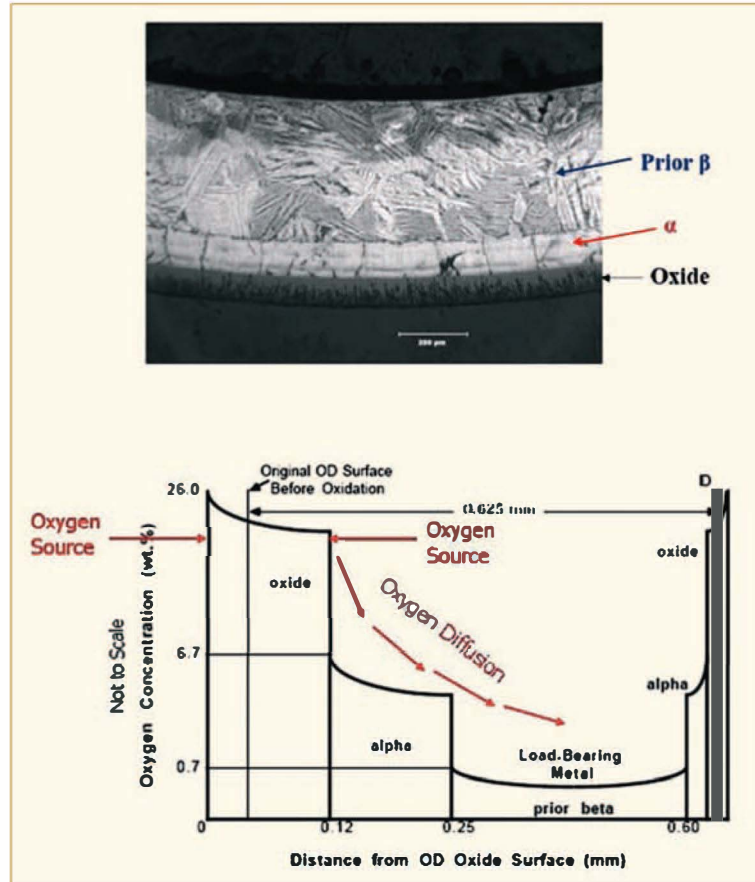 Prior β
α
Oxide
200 µm
Original OD Surface
Before Oxidation
D
26.0
0.625 mm
Oxygen
Source
Oxygen
Source
oxide
oxide
Oxygen Diffusion
Not to Scale
Oxygen Concentration (wt.%)
6.7
alpha
alpha
Load-Bearing
Metal
0.7
prior beta
0
0.12
0.25
0.60
Distance from OD Oxide Surface (mm)